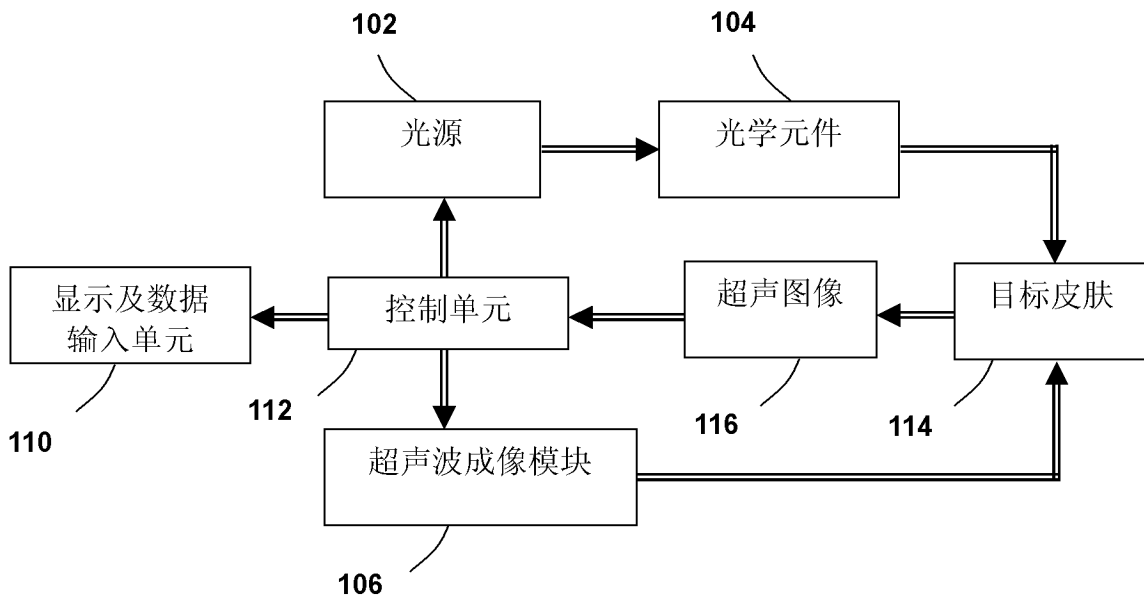 102
104
光源
光学元件
显示及数据
输入单元
控制单元
超声图像
目标皮肤
112
116
114
110
超声波成像模块
106